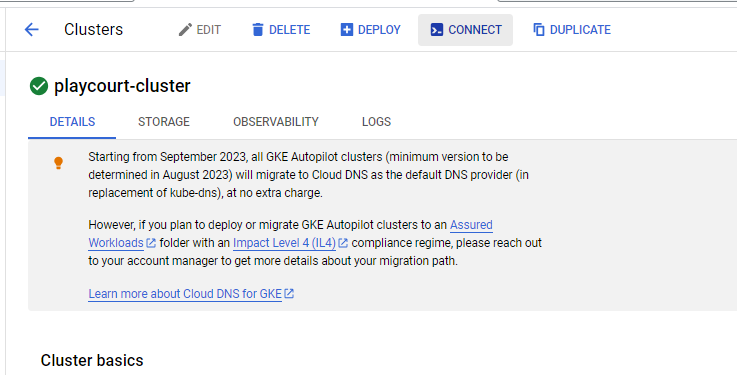 Clusters EDIT DELETE DEPLOY CONNECT DUPLICATE
playcourt-cluster
DETAILS STORAGE OBSERVABILITY LOGS
Starting from September 2023, all GKE Autopilot clusters (minimum version to be
determined in August 2023) will migrate to Cloud DNS as the default DNS provider (in
replacement of kube-dns), at no extra charge.
However, if you plan to deploy or migrate GKE Autopilot clusters to an Assured
Workloads folder with an Impact Level 4 (IL4) compliance regime, please reach out
to your account manager to get more details about your migration path.
Learn more about Cloud DNS for GKE
Cluster basics